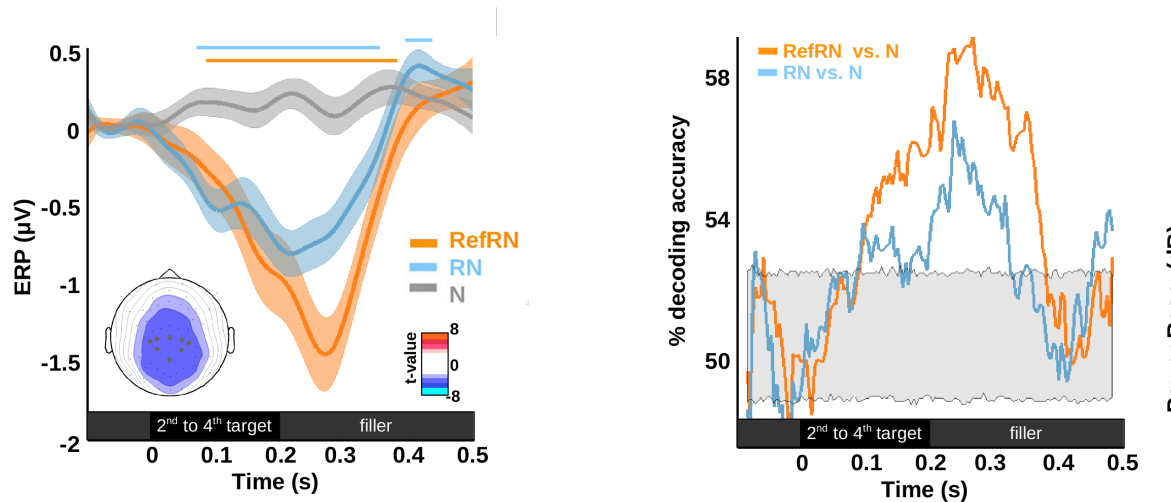 ERP (μV)
0.5
0
-0.5
-1
-1.5
-2
RefRN
RN
N
t-value
8
0
-8
2nd to 4th target
filler
0 0.1 0.2 0.3 0.4 0.5
Time (s)
% decoding accuracy
58
54
50
RefRN vs. N
RN vs. N
2nd to 4th target
filler
0 0.1 0.2 0.3 0.4 0.5
Time (s)